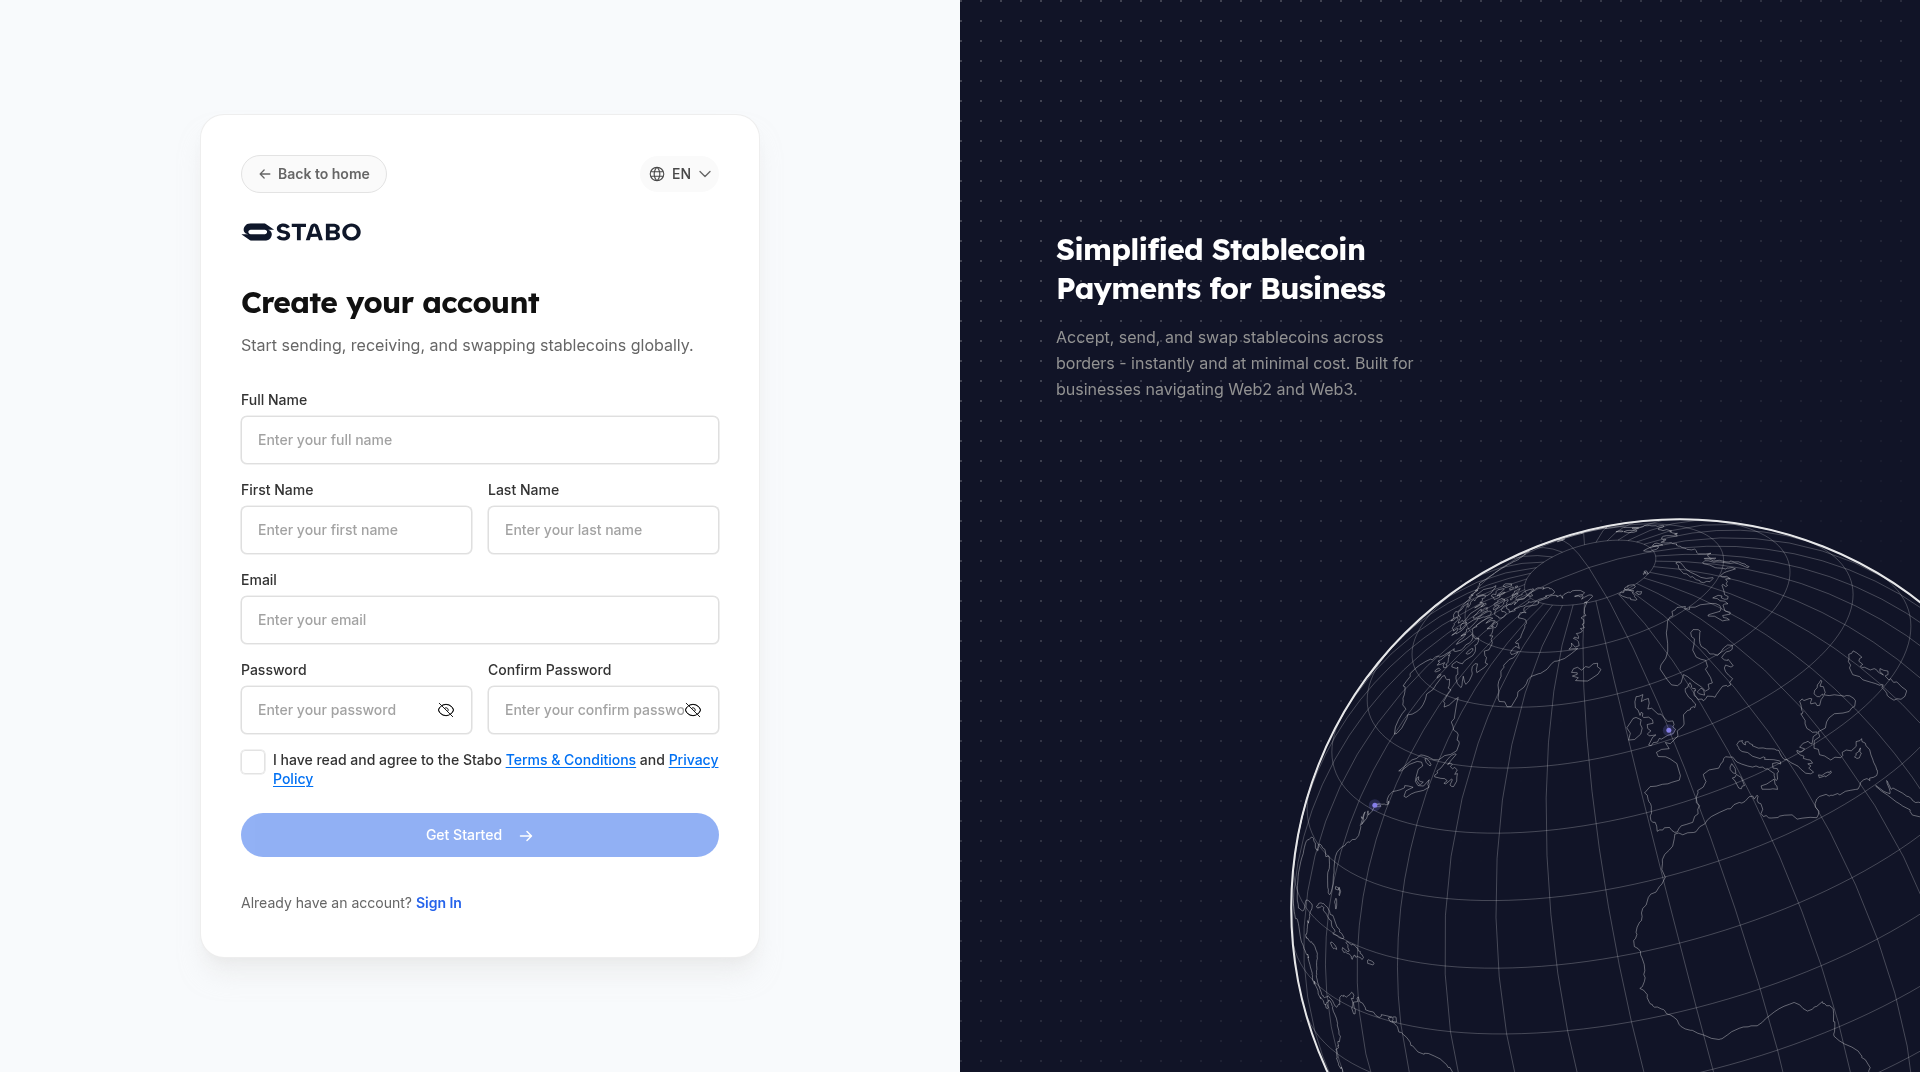 Back to home
EN
STABO
Create your account
Start sending, receiving, and swapping stablecoins globally.
Full Name
Enter your full name
First Name
Last Name
Enter your first name
Enter your last name
Email
Enter your email
Password
Confirm Password
Enter your password
Enter your confirm passwo
I have read and agree to the Stabo Terms & Conditions and Privacy
Policy
Get Started
Already have an account? Sign In
Simplified Stablecoin
Payments for Business
Accept, send, and swap stablecoins across
borders - instantly and at minimal cost. Built for
businesses navigating Web2 and Web3.